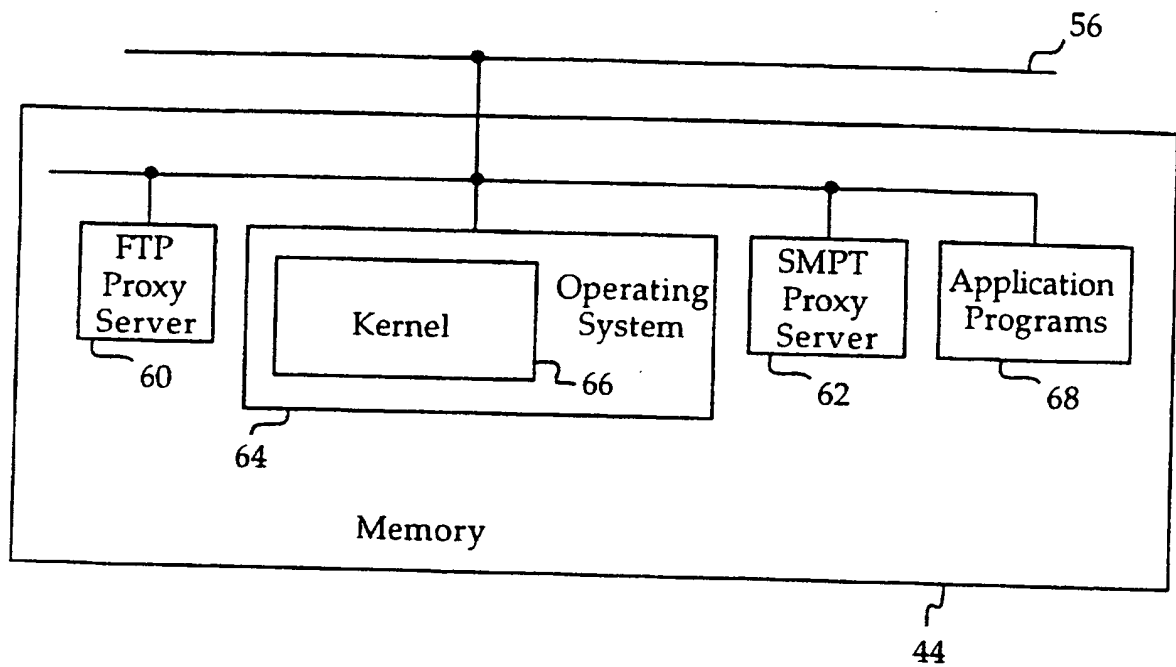 56
FTP
Proxy
Server
60
Kernel
66
Operating
System
64
SMPT
Proxy
Server
62
Application
Programs
68
Memory
44